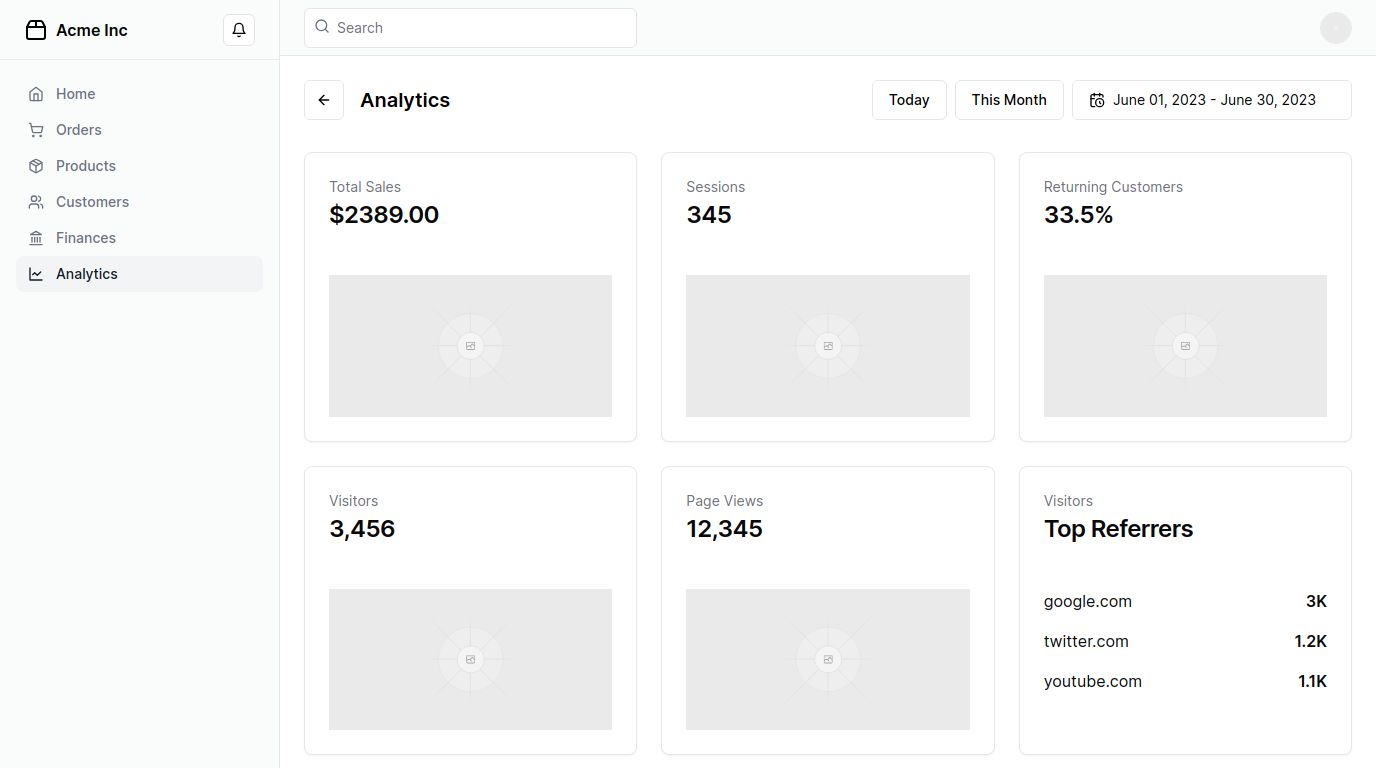 Acme Inc
Search
Home
Orders
Products
Customers
Finances
Analytics
Analytics
Today
This Month
June 01, 2023 - June 30, 2023
Total Sales
$2389.00
Sessions
345
Returning Customers
33.5%
Visitors
3,456
Page Views
12,345
Visitors
Top Referrers
google.com 3K
twitter.com 1.2K
youtube.com 1.1K